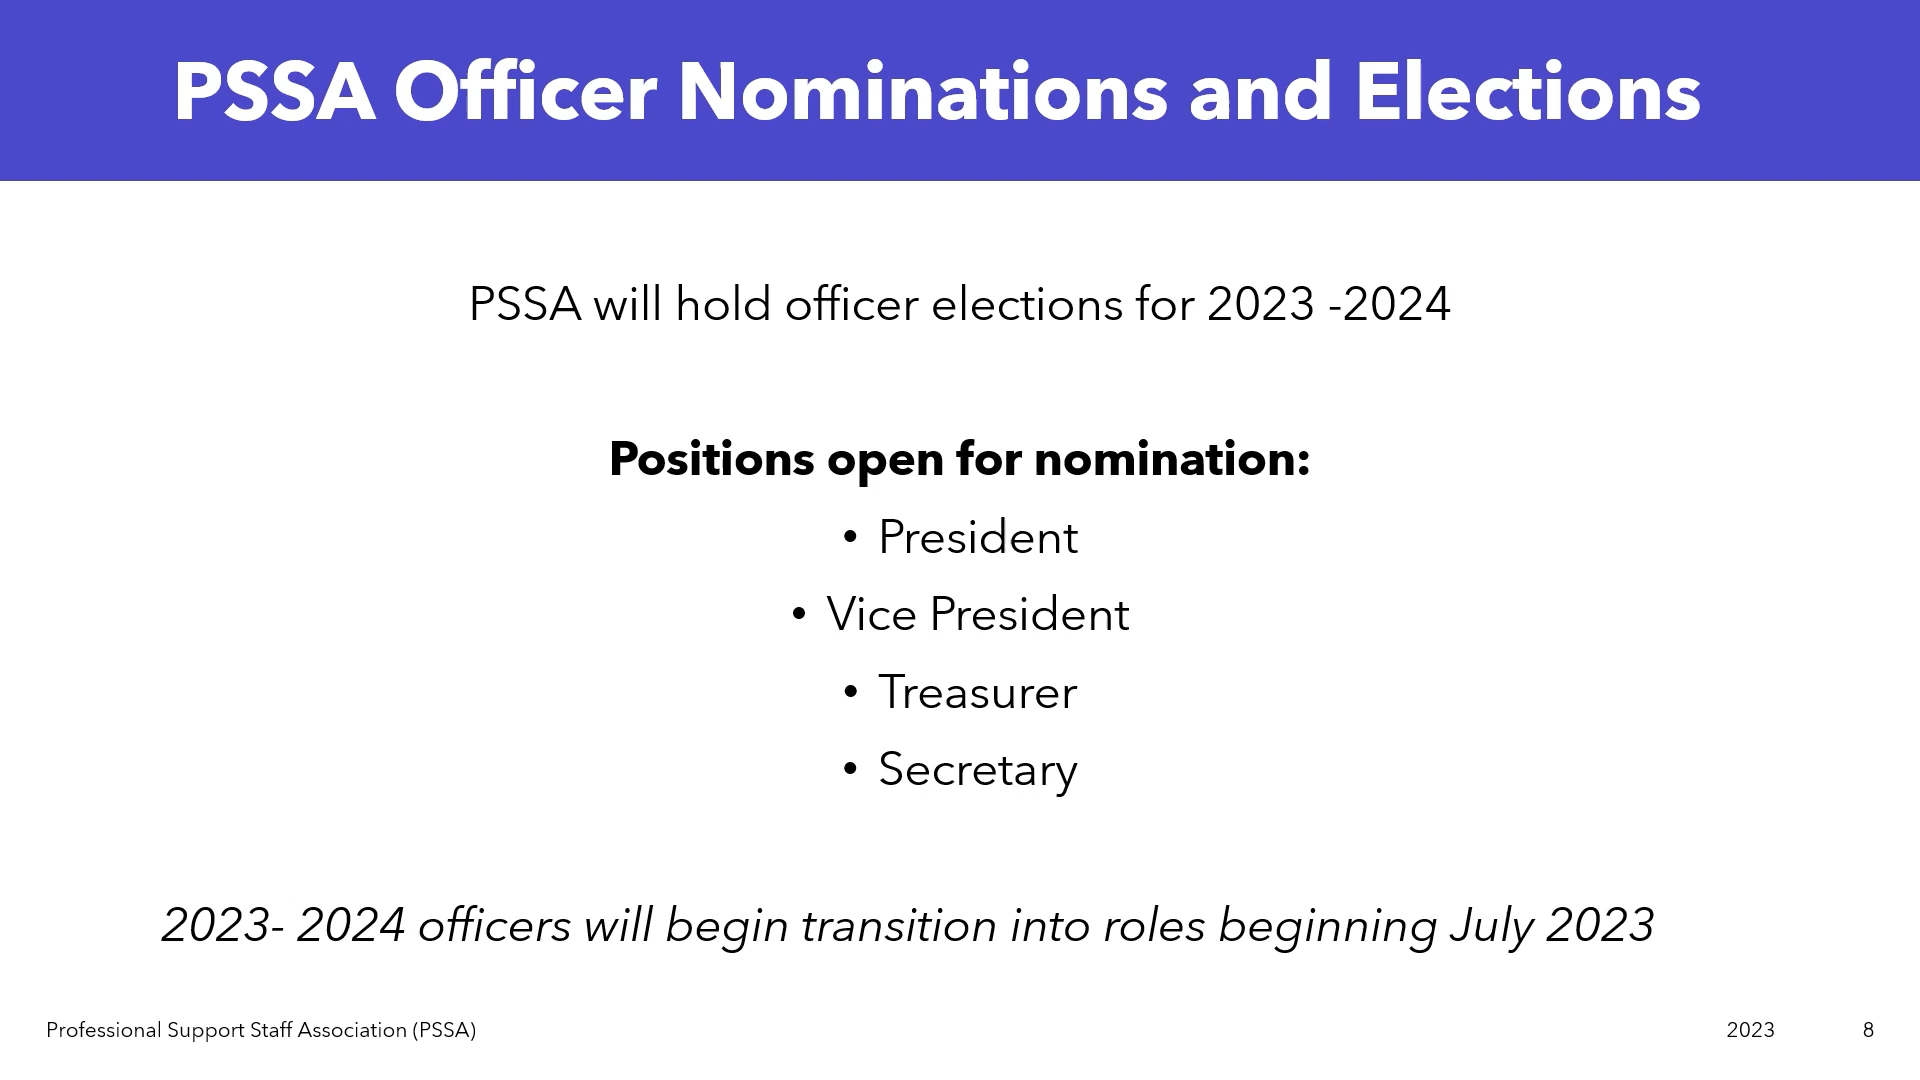 PSSA Officer Nominations and Elections
PSSA will hold officer elections for 2023 -2024
Positions open for nomination:
• President
• Vice President
• Treasurer
• Secretary
2023- 2024 officers will begin transition into roles beginning July 2023
Professional Support Staff Association (PSSA) 2023 8